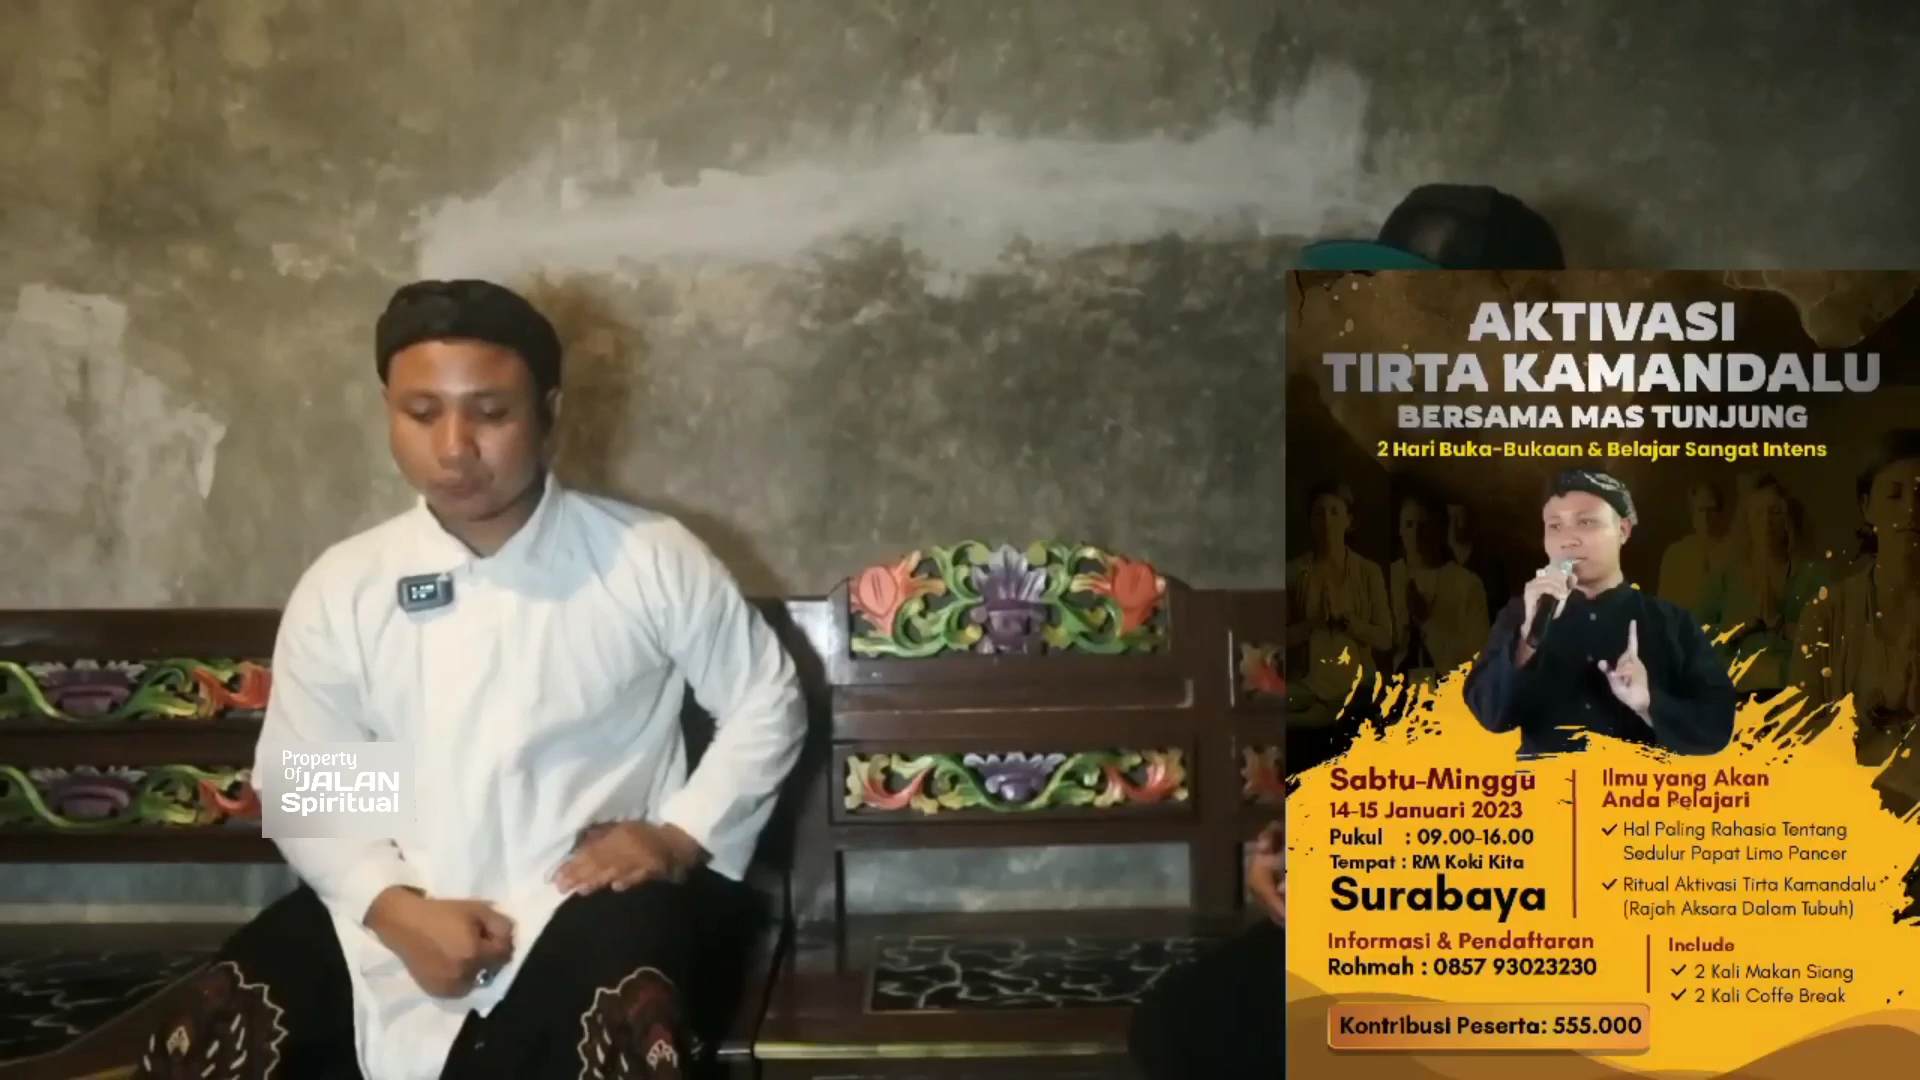 Property
Of JALAN
Spiritual
AKTIVASI
TIRTA KAMANDALU
BERSAMA MAS TUNJUNG
2 Hari Buka-Bukaan & Belajar Sangat Intens
Sabtu-Minggu
14-15 Januari 2023
Pukul : 09.00-16.00
Tempat : RM Koki Kita
Surabaya
Ilmu yang Akan
Anda Pelajari
✓ Hal Paling Rahasia Tentang
Sedulur Papat Limo Pancer
✓ Ritual Aktivasi Tirta Kamandalu
(Rajah Aksara Dalam Tubuh)
Informasi & Pendaftaran
Rohmah : 0857 93023230
Include
✓ 2 Kali Makan Siang
✓ 2 Kali Coffe Break
Kontribusi Peserta: 555.000